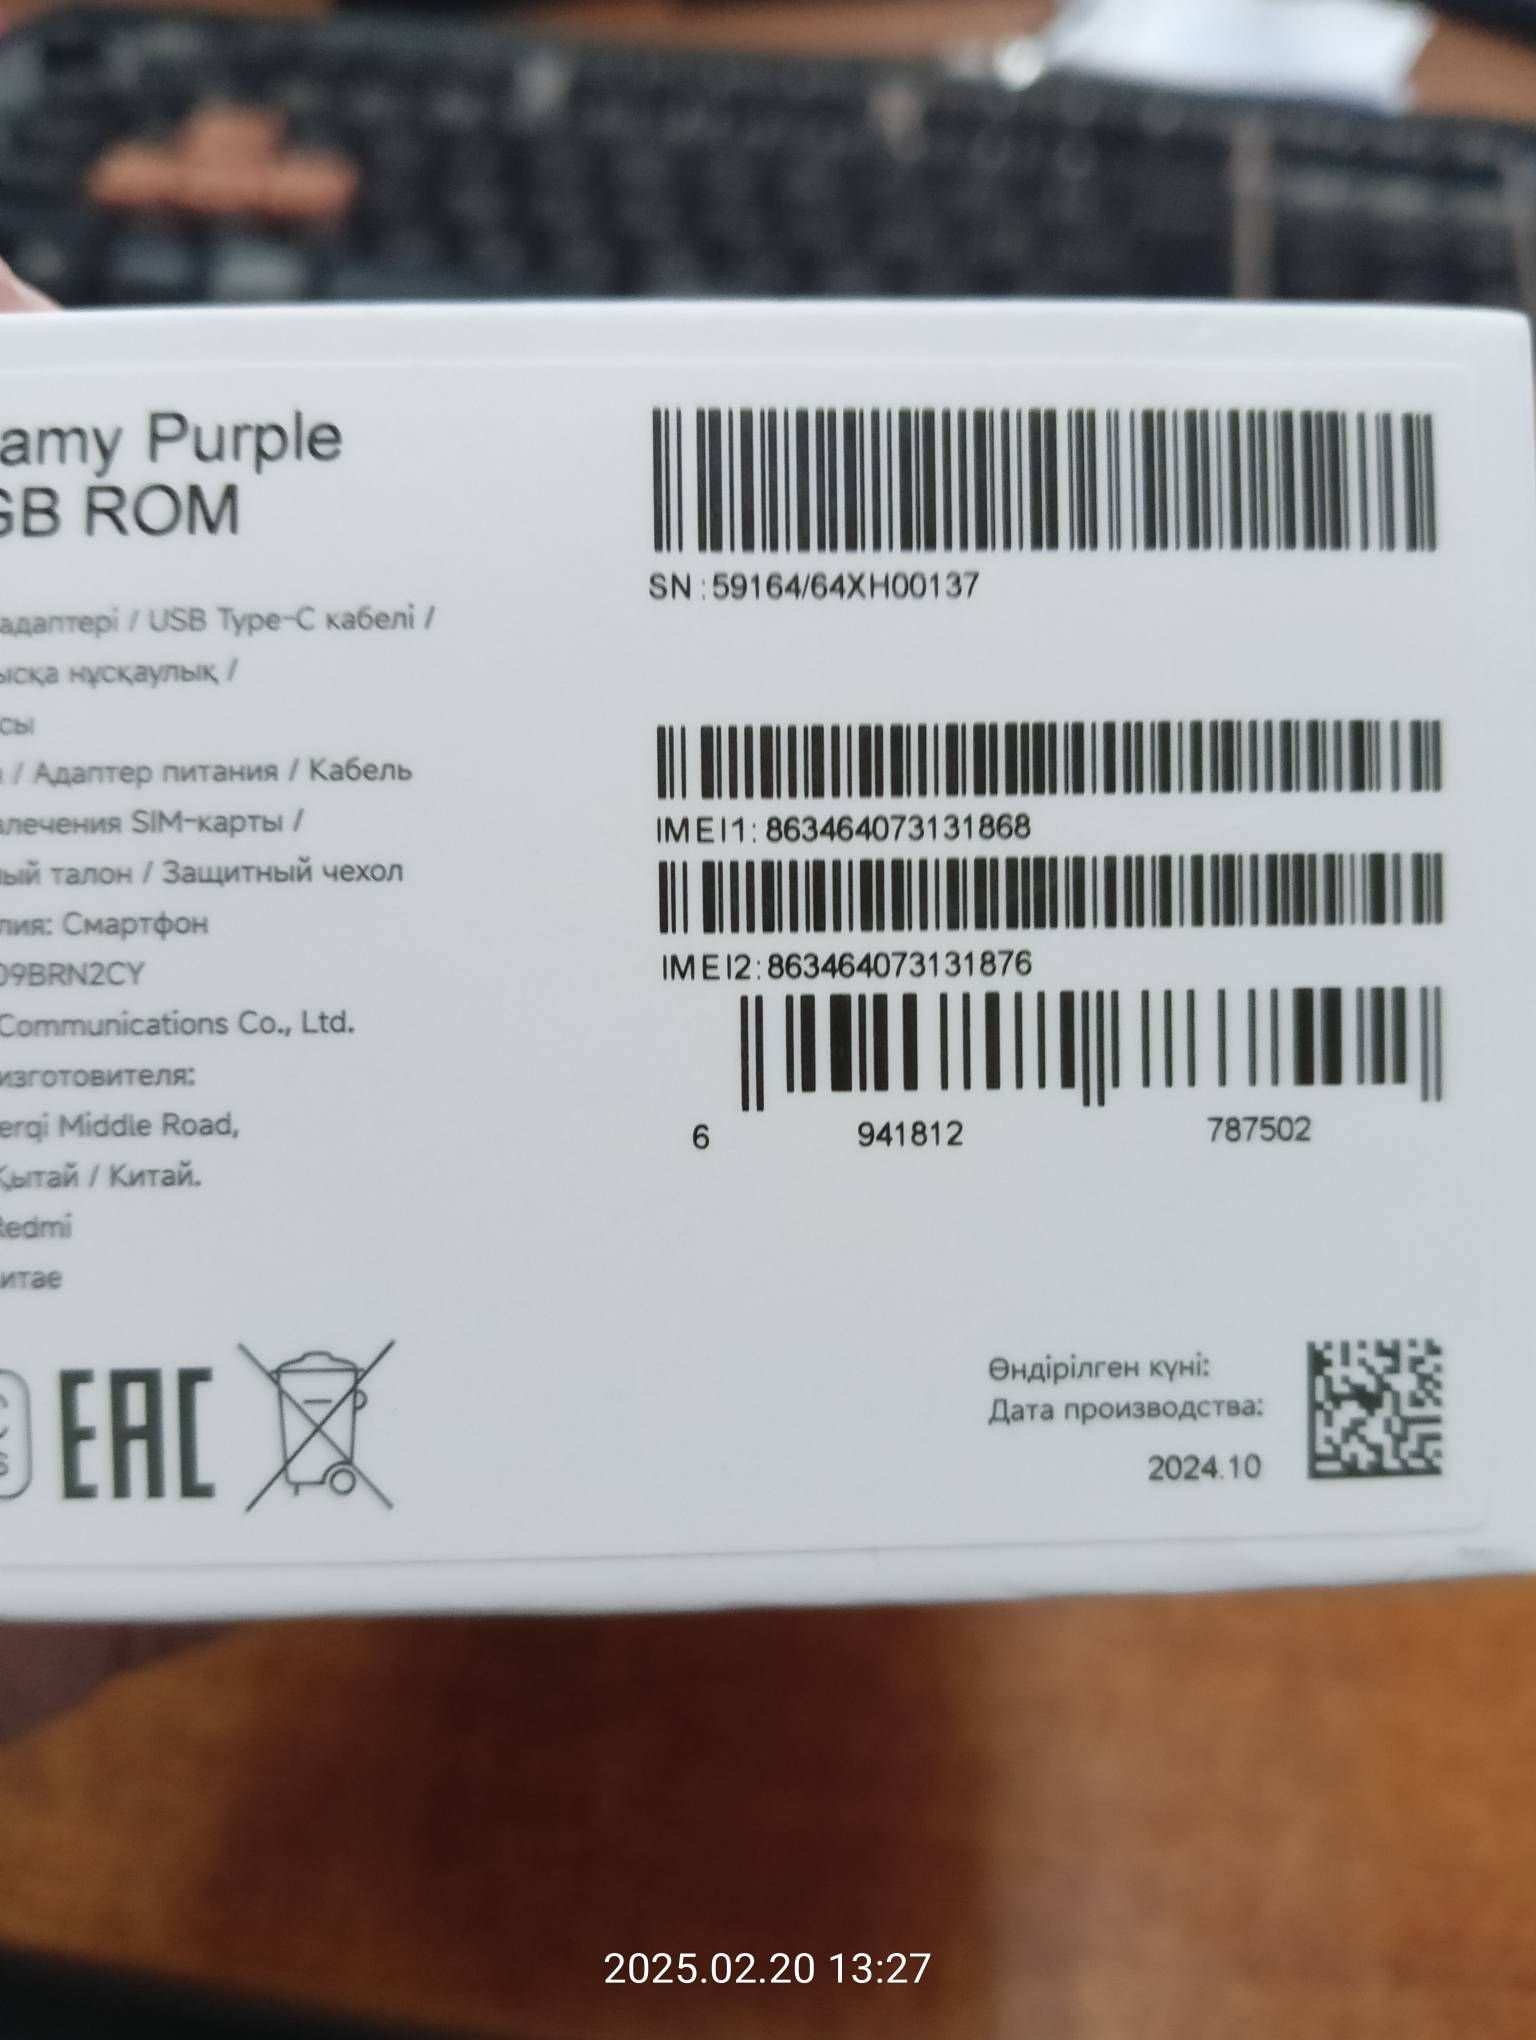 amy Purple
GB ROM
адаптері / USB Type-C кабелі /
ысқа нұсқаулық /
сы
/ Адаптер питания / Кабель
влечения SIM-карты /
ный талон / Защитный чехол
лия: Смартфон
09BRN2CY
Communications Co., Ltd.
изготовителя:
erqi Middle Road,
Қытай / Китай.
Redmi
итае
EAC
SN:59164/64XH00137
IMEI1:863464073131868
IMEI2:863464073131876
6 941812 787502
Өндірілген күні:
Дата производства:
2024.10
2025.02.20 13:27